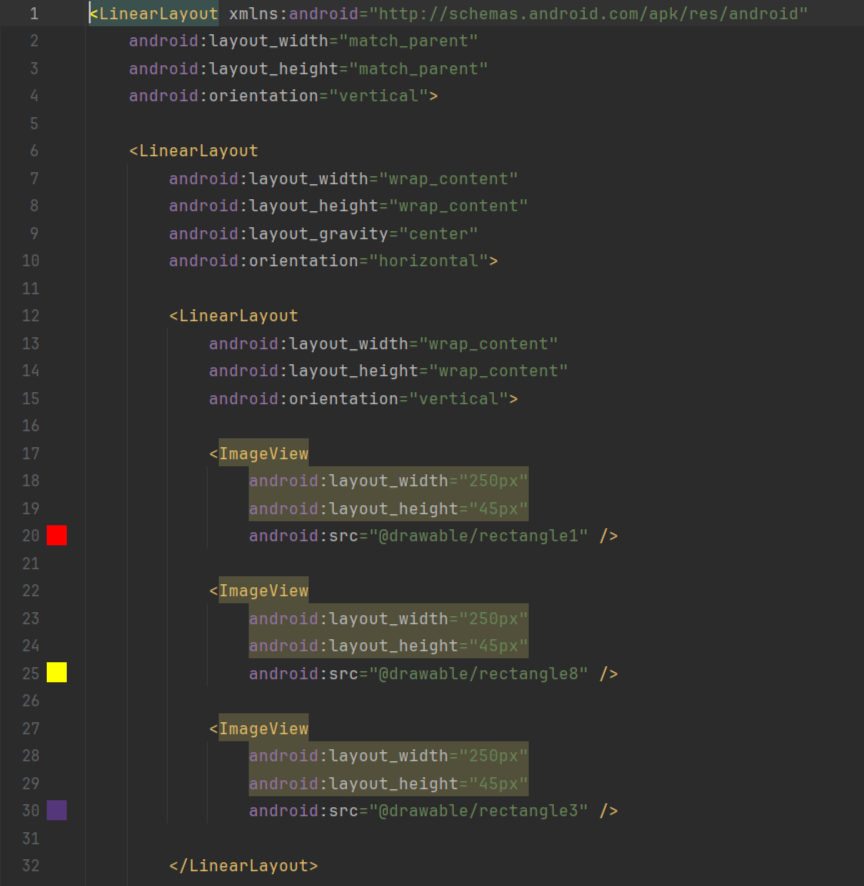 1 <LinearLayout xmlns:android="http://schemas.android.com/apk/res/android"
2 android:layout_width="match_parent"
3 android:layout_height="match_parent"
4 android:orientation="vertical">
5
6 <LinearLayout
7 android:layout_width="wrap_content"
8 android:layout_height="wrap_content"
9 android:layout_gravity="center"
10 android:orientation="horizontal">
11
12 <LinearLayout
13 android:layout_width="wrap_content"
14 android:layout_height="wrap_content"
15 android:orientation="vertical">
16
17 <ImageView
18 android:layout_width="250px"
19 android:layout_height="45px"
20 android:src="@drawable/rectangle1" />
21
22 <ImageView
23 android:layout_width="250px"
24 android:layout_height="45px"
25 android:src="@drawable/rectangle8" />
26
27 <ImageView
28 android:layout_width="250px"
29 android:layout_height="45px"
30 android:src="@drawable/rectangle3" />
31
32 </LinearLayout>